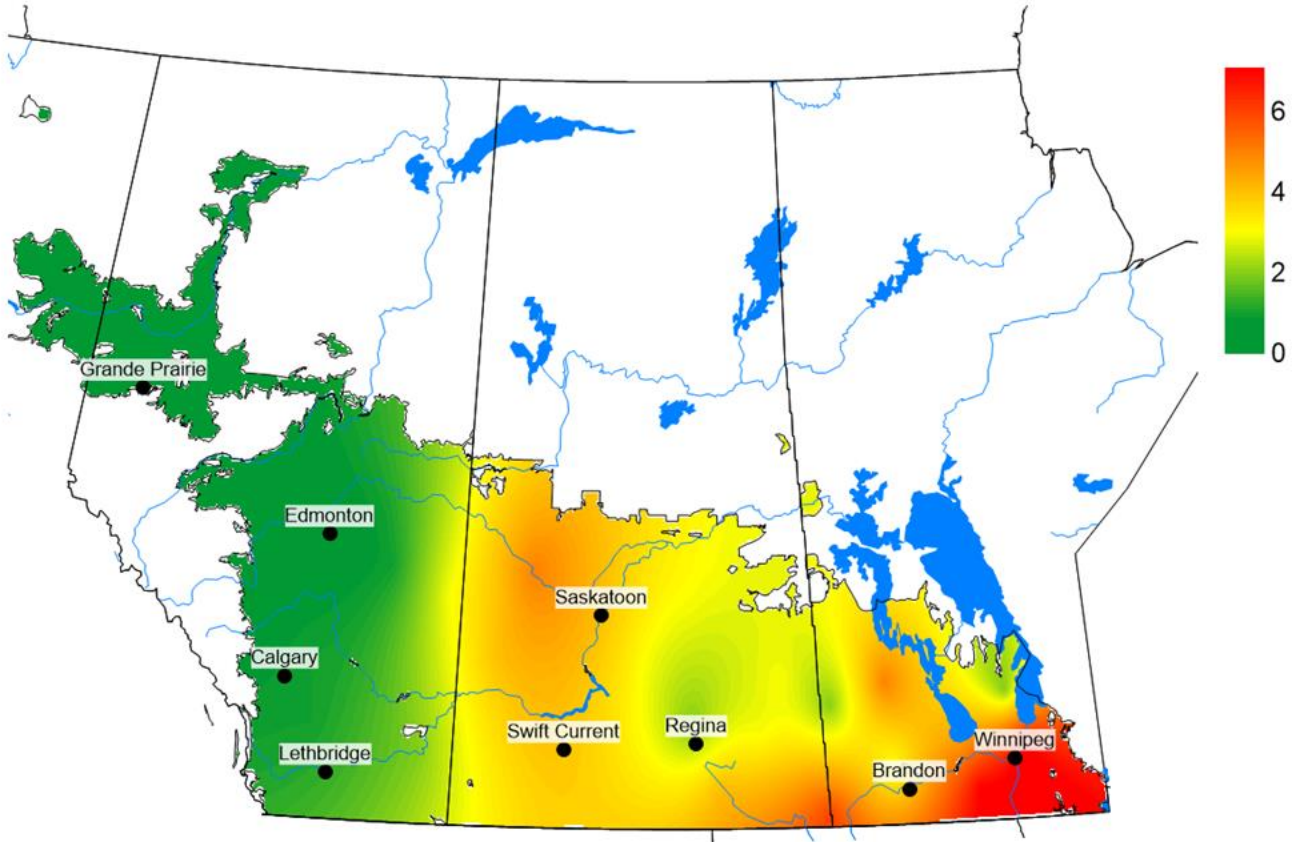 6
4
2
0
Grande Prairie
Edmonton
Saskatoon
Calgary
Swift Current
Regina
Lethbridge
Winnipeg
Brandon